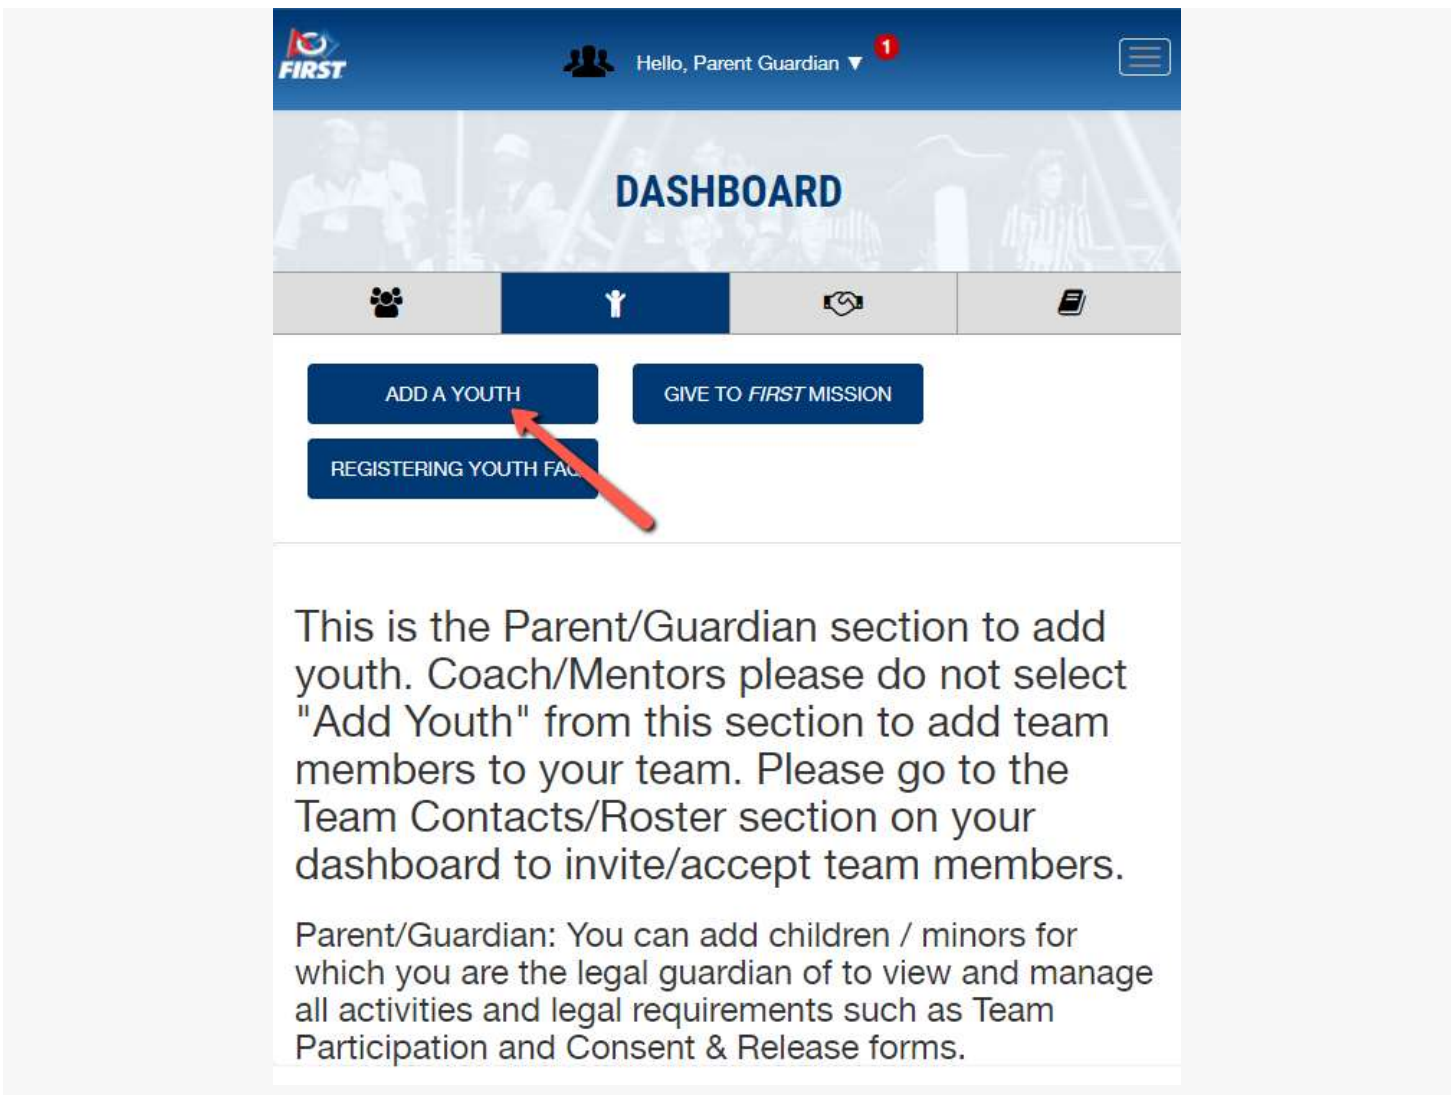 FIRST
Hello, Parent Guardian ▼ 1
DASHBOARD
ADD A YOUTH
GIVE TO FIRST MISSION
REGISTERING YOUTH FAQ
This is the Parent/Guardian section to add
youth. Coach/Mentors please do not select
"Add Youth" from this section to add team
members to your team. Please go to the
Team Contacts/Roster section on your
dashboard to invite/accept team members.
Parent/Guardian: You can add children / minors for
which you are the legal guardian of to view and manage
all activities and legal requirements such as Team
Participation and Consent & Release forms.